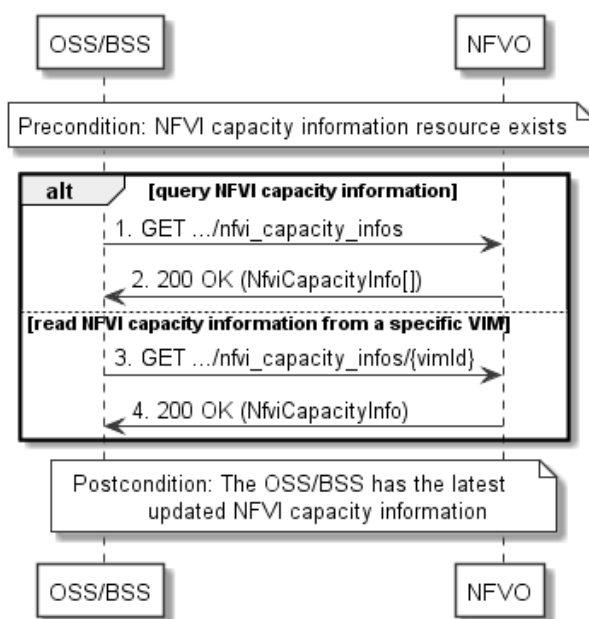 OSS/BSS
NFVO
Precondition: NFVI capacity information resource exists
alt
[query NFVI capacity information]
1. GET .../nfvi_capacity_infos
2. 200 OK (NfviCapacityInfo[])
[read NFVI capacity information from a specific VIM]
3. GET .../nfvi_capacity_infos/{vimId}
4. 200 OK (NfviCapacityInfo)
Postcondition: The OSS/BSS has the latest
updated NFVI capacity information
OSS/BSS
NFVO